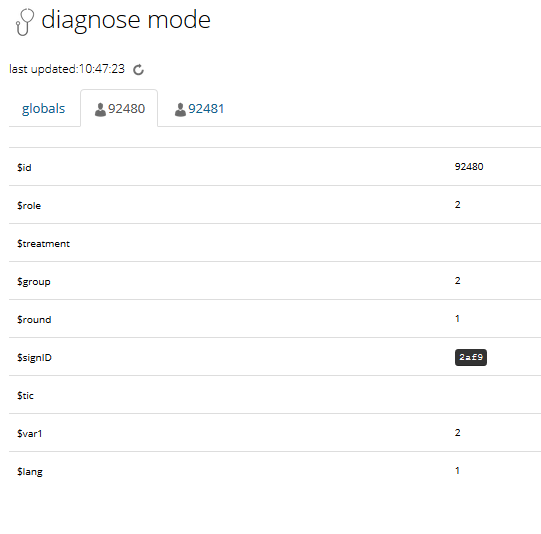 diagnose mode
last updated:10:47:23
globals 92480 92481
$id 92480
$role 2
$treatment
$group 2
$round 1
$signID 2af9
$tic
$var1 2
$lang 1